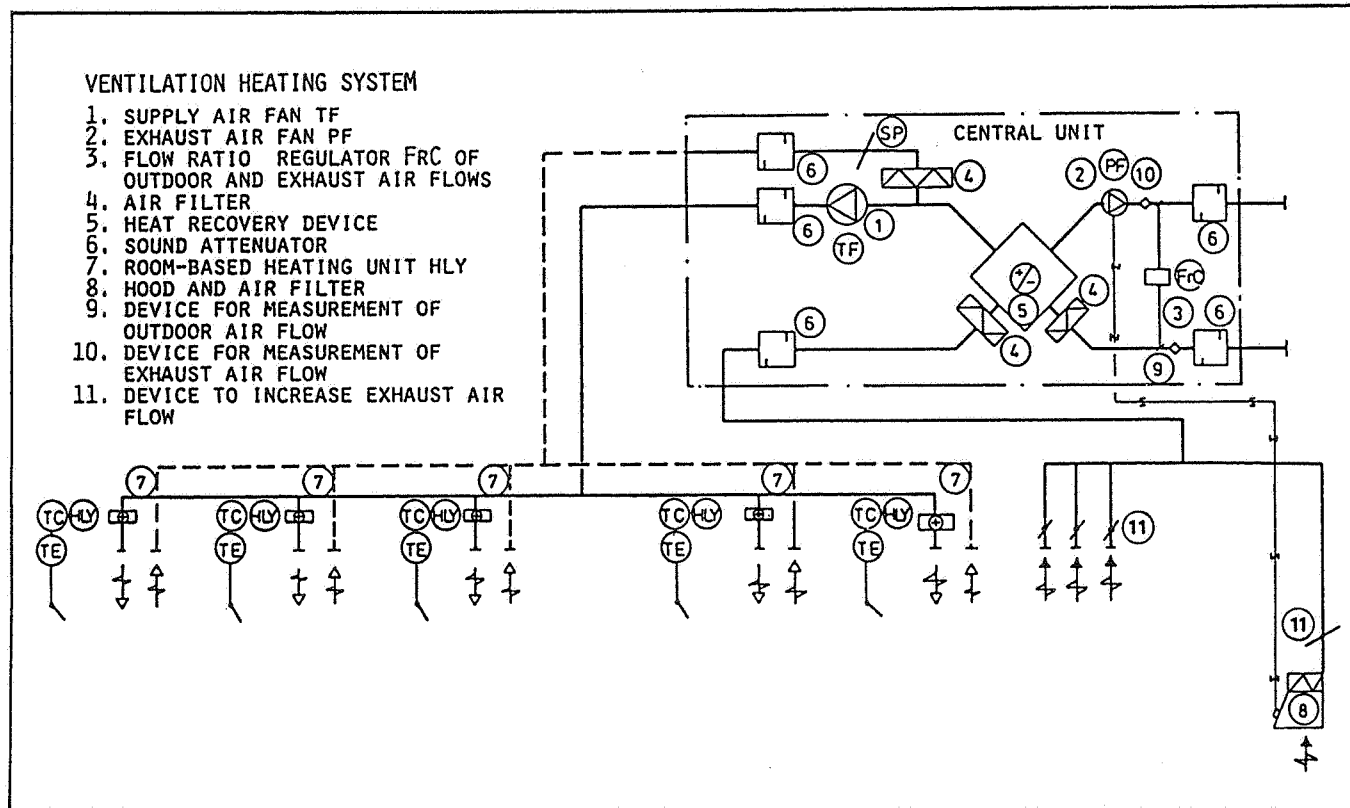 VENTILATION HEATING SYSTEM
1. SUPPLY AIR FAN TF
2. EXHAUST AIR FAN PF
3. FLOW RATIO REGULATOR FrC OF
OUTDOOR AND EXHAUST AIR FLOWS
4. AIR FILTER
5. HEAT RECOVERY DEVICE
6. SOUND ATTENUATOR
7. ROOM-BASED HEATING UNIT HLY
8. HOOD AND AIR FILTER
9. DEVICE FOR MEASUREMENT OF
OUTDOOR AIR FLOW
10. DEVICE FOR MEASUREMENT OF
EXHAUST AIR FLOW
11. DEVICE TO INCREASE EXHAUST AIR
FLOW
SP CENTRAL UNIT
6 4 2 PF 10
6 1 6
TF
+/- 4 FrC
5
6 4 3 6
9
7 7 7 7 7
TC HLY TC HLY TC HLY TC HLY TC HLY 11
TE TE TE TE TE
11
8